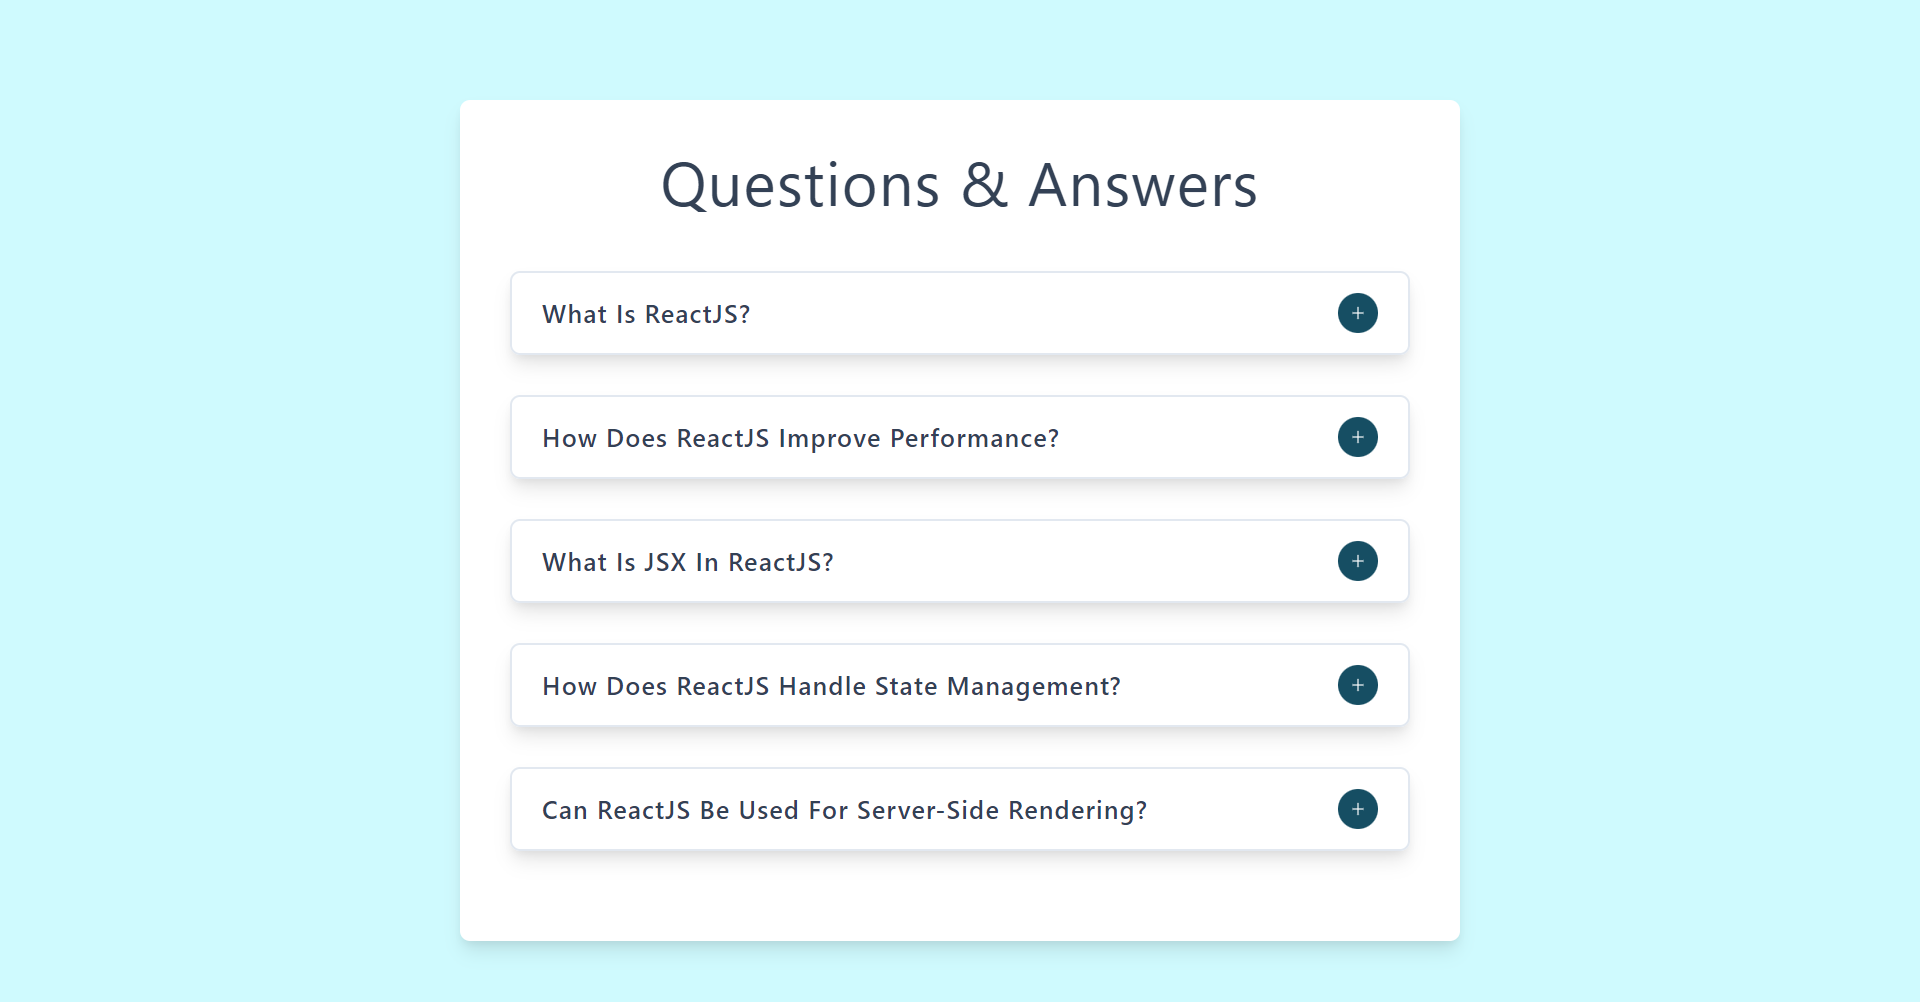 Questions & Answers
What Is ReactJS?
+
How Does ReactJS Improve Performance?
+
What Is JSX In ReactJS?
+
How Does ReactJS Handle State Management?
+
Can ReactJS Be Used For Server-Side Rendering?
+